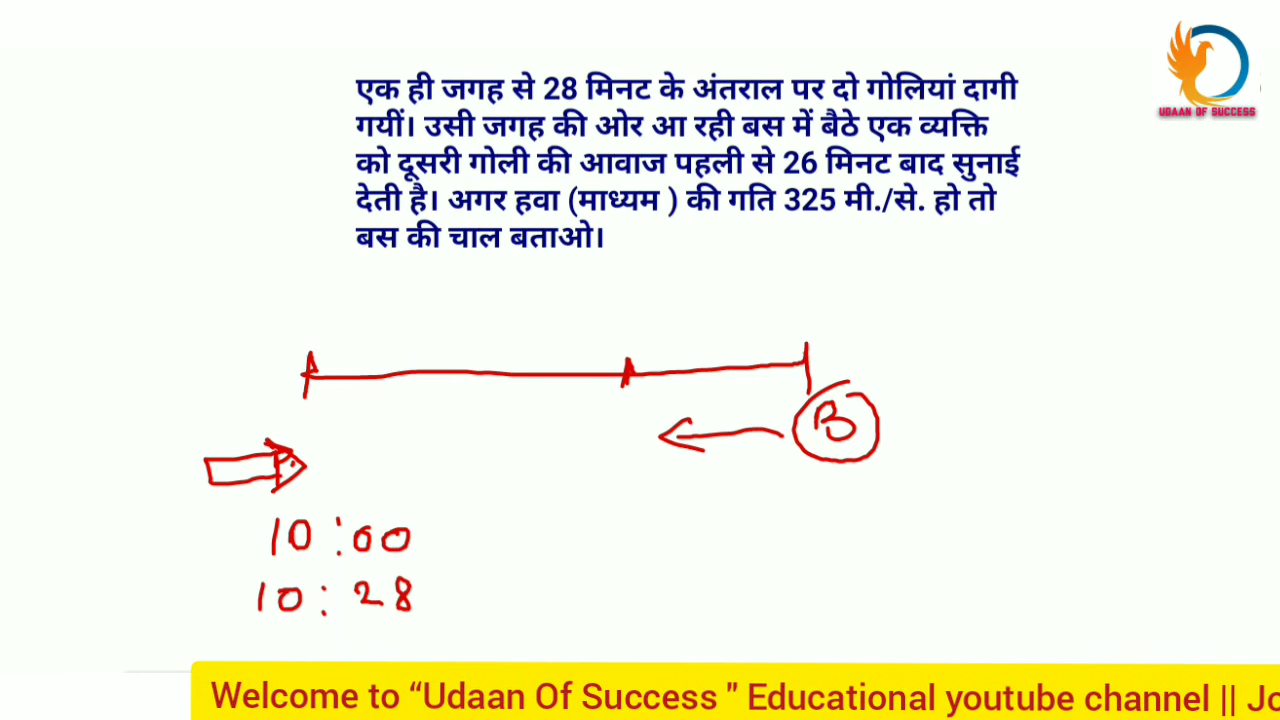 UDAAN OF SUCCESS
एक ही जगह से 28 मिनट के अंतराल पर दो गोलियां दागी
गयीं। उसी जगह की ओर आ रही बस में बैठे एक व्यक्ति
को दूसरी गोली की आवाज पहली से 26 मिनट बाद सुनाई
देती है। अगर हवा (माध्यम ) की गति 325 मी./से. हो तो
बस की चाल बताओ।
B
10:00
10:28
Welcome to “Udaan Of Success " Educational youtube channel || Jo